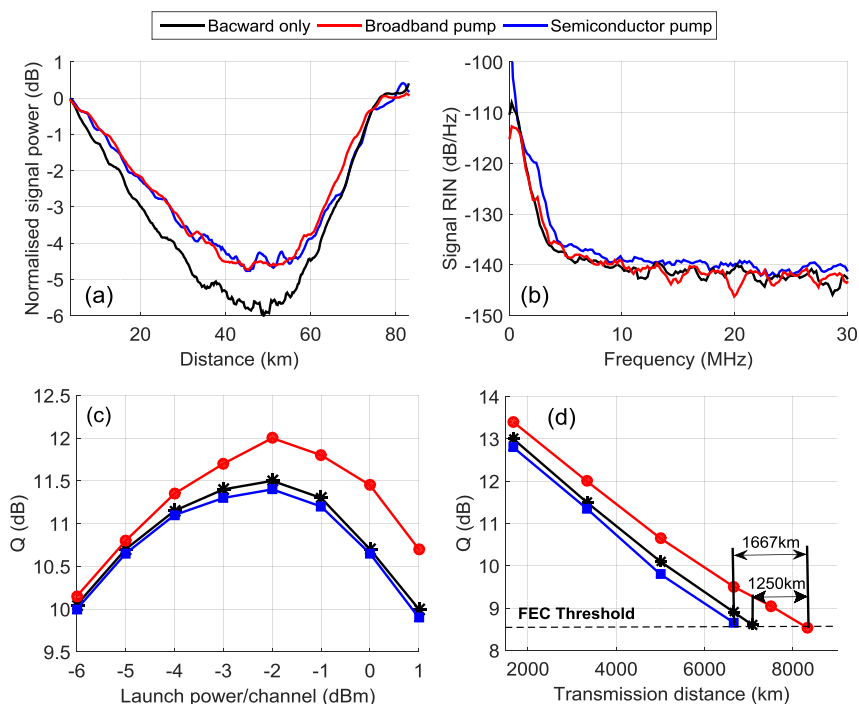 Bacward only Broadband pump Semiconductor pump
1
0
-1
-2
-3
-4
-5
-6
Normalised signal power (dB)
(a)
20 40 60 80
Distance (km)
-100
-110
-120
-130
-140
-150
Signal RIN (dB/Hz)
(b)
0 10 20 30
Frequency (MHz)
12.5
12
11.5
11
10.5
10
9.5
Q (dB)
(c)
-6 -5 -4 -3 -2 -1 0 1
Launch power/channel (dBm)
14
13
12
11
10
9
8
Q (dB)
(d)
1667km
1250km
FEC Threshold
2000 4000 6000 8000
Transmission distance (km)